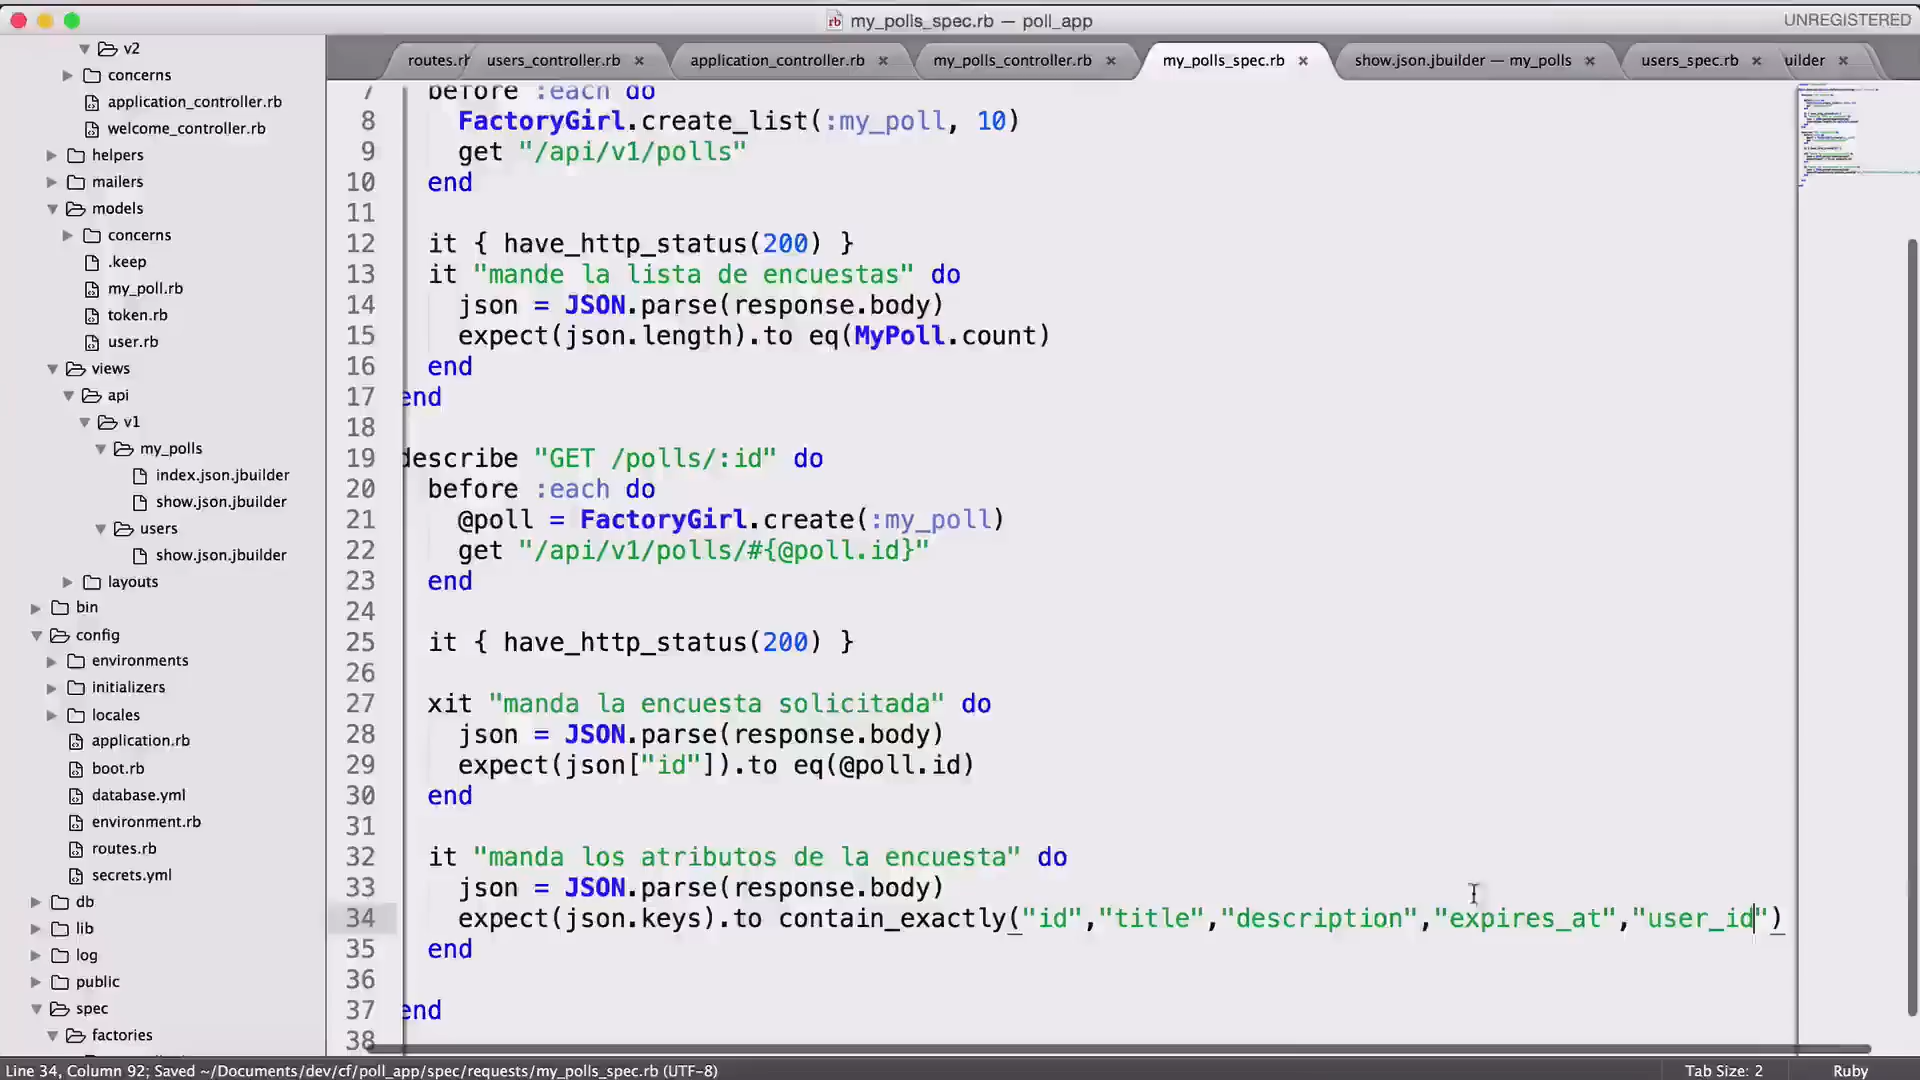 my_polls_spec.rb — poll_app
UNREGISTERED
routes.rb
users_controller.rb
application_controller.rb
my_polls_controller.rb
my_polls_spec.rb
show.json.jbuilder — my_polls
users_spec.rb
uilder
v2
concerns
application_controller.rb
welcome_controller.rb
helpers
mailers
models
concerns
.keep
my_poll.rb
token.rb
user.rb
views
api
v1
my_polls
index.json.jbuilder
show.json.jbuilder
users
show.json.jbuilder
layouts
bin
config
environments
initializers
locales
application.rb
boot.rb
database.yml
environment.rb
routes.rb
secrets.yml
db
lib
log
public
spec
factories
7 before :each do
8 FactoryGirl.create_list(:my_poll, 10)
9 get "/api/v1/polls"
10 end
11
12 it { have_http_status(200) }
13 it "mande la lista de encuestas" do
14 json = JSON.parse(response.body)
15 expect(json.length).to eq(MyPoll.count)
16 end
17 end
18
19 describe "GET /polls/:id" do
20 before :each do
21 @poll = FactoryGirl.create(:my_poll)
22 get "/api/v1/polls/#{@poll.id}"
23 end
24
25 it { have_http_status(200) }
26
27 xit "manda la encuesta solicitada" do
28 json = JSON.parse(response.body)
29 expect(json["id"]).to eq(@poll.id)
30 end
31
32 it "manda los atributos de la encuesta" do
33 json = JSON.parse(response.body)
34 expect(json.keys).to contain_exactly("id","title","description","expires_at","user_id")
35 end
36
37 end
38
Line 34, Column 92; Saved ~/Documents/dev/cf/poll_app/spec/requests/my_polls_spec.rb (UTF-8)
Tab Size: 2
Ruby